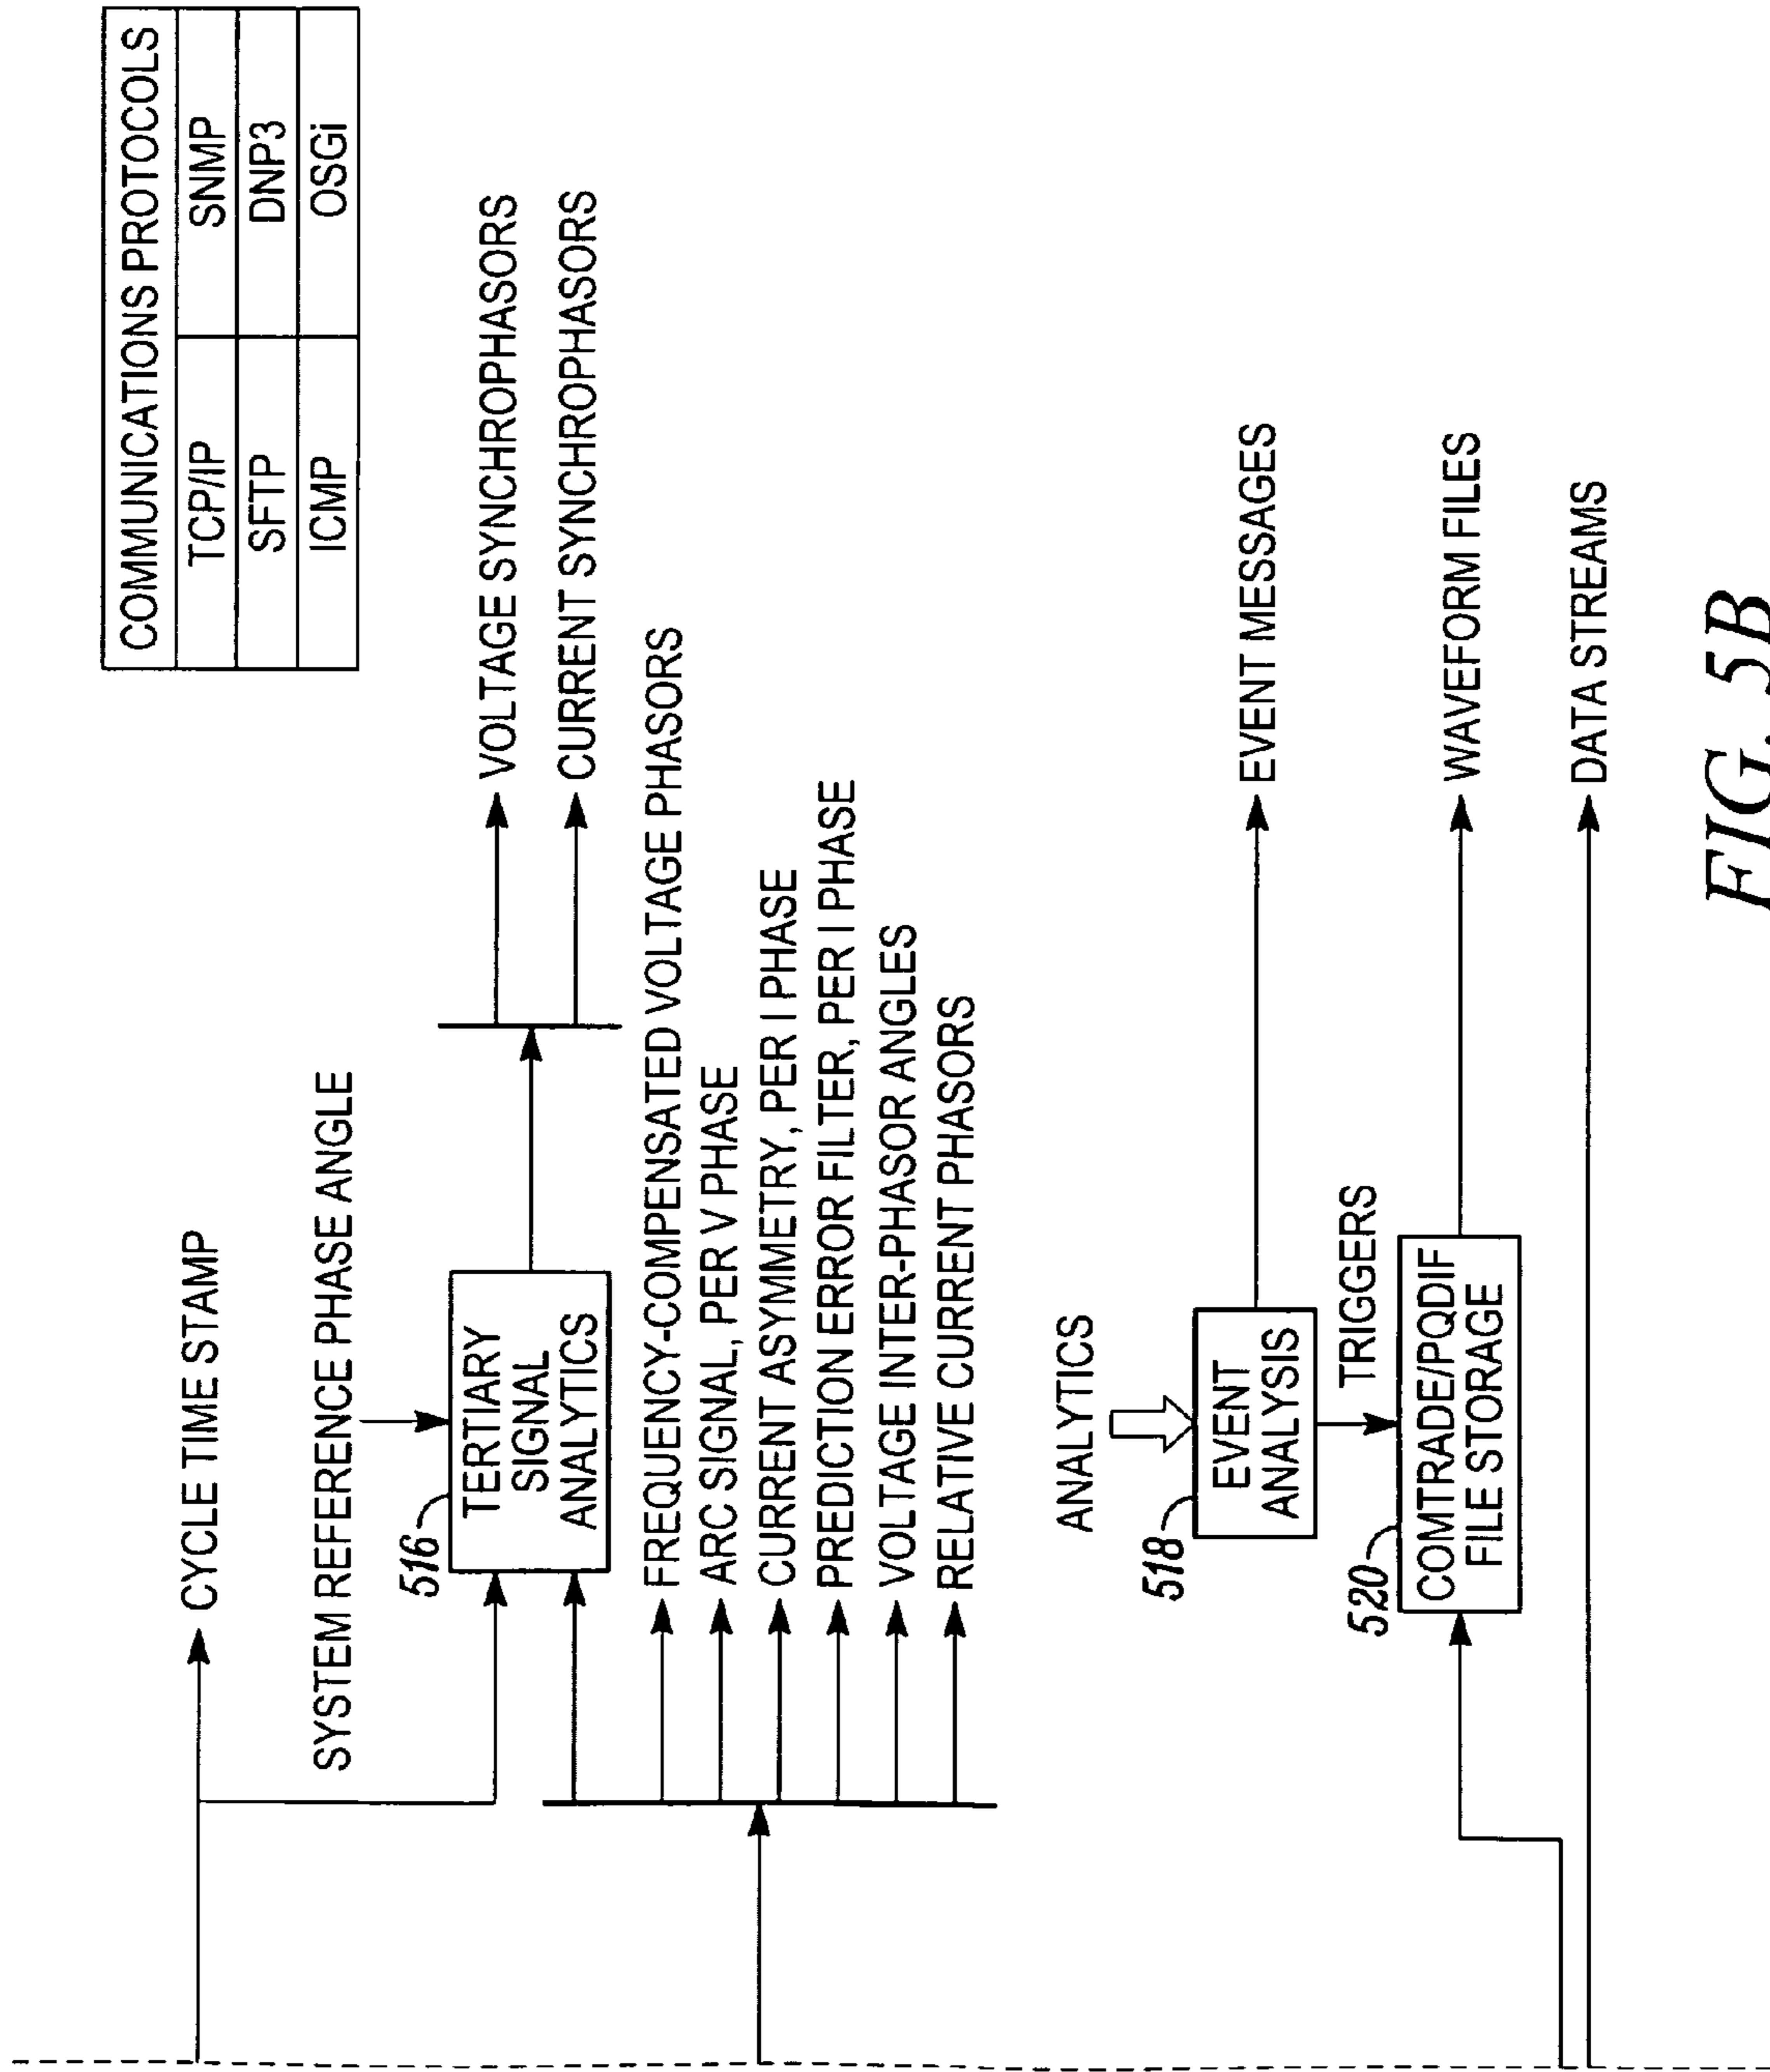 COMMUNICATIONS PROTOCOLS
TCP/IP SNMP
SFTP DNP3
ICMP OSGi
CYCLE TIME STAMP
SYSTEM REFERENCE PHASE ANGLE
516
TERTIARY
SIGNAL
ANALYTICS
VOLTAGE SYNCHROPHASORS
CURRENT SYNCHROPHASORS
FREQUENCY-COMPENSATED VOLTAGE PHASORS
ARC SIGNAL, PER V PHASE
CURRENT ASYMMETRY, PER I PHASE
PREDICTION ERROR FILTER, PER I PHASE
VOLTAGE INTER-PHASOR ANGLES
RELATIVE CURRENT PHASORS
ANALYTICS
518
EVENT
ANALYSIS
EVENT MESSAGES
TRIGGERS
520
COMTRADE/PQDIF
FILE STORAGE
WAVEFORM FILES
DATA STREAMS
FIG. 5B